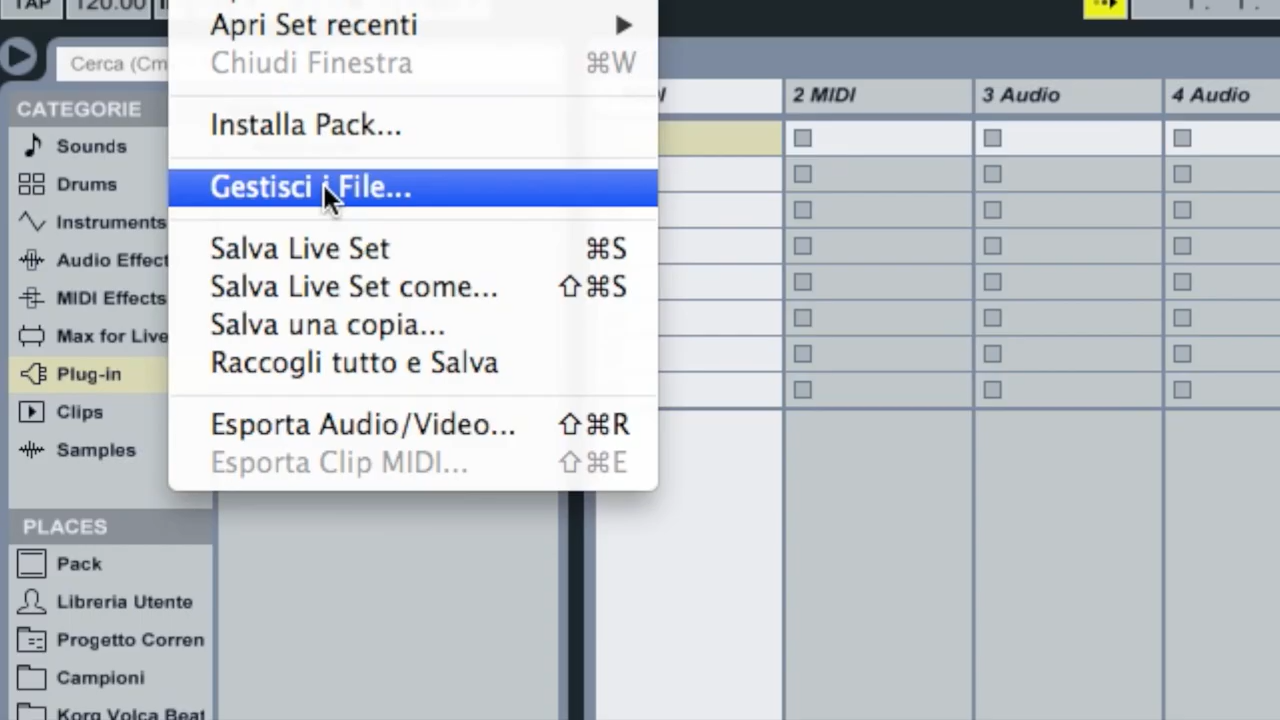 TAP 120.00
Apri Set recenti
Chiudi Finestra ⌘W
Installa Pack...
Gestisci i File...
Salva Live Set ⌘S
Salva Live Set come... ⇧⌘S
Salva una copia...
Raccogli tutto e Salva
Esporta Audio/Video... ⇧⌘R
Esporta Clip MIDI... ⇧⌘E
Cerca (Cm
CATEGORIE
Sounds
Drums
Instruments
Audio Effect
MIDI Effects
Max for Live
Plug-in
Clips
Samples
PLACES
Pack
Libreria Utente
Progetto Corren
Campioni
Korg Volca Beat
2 MIDI
3 Audio
4 Audio